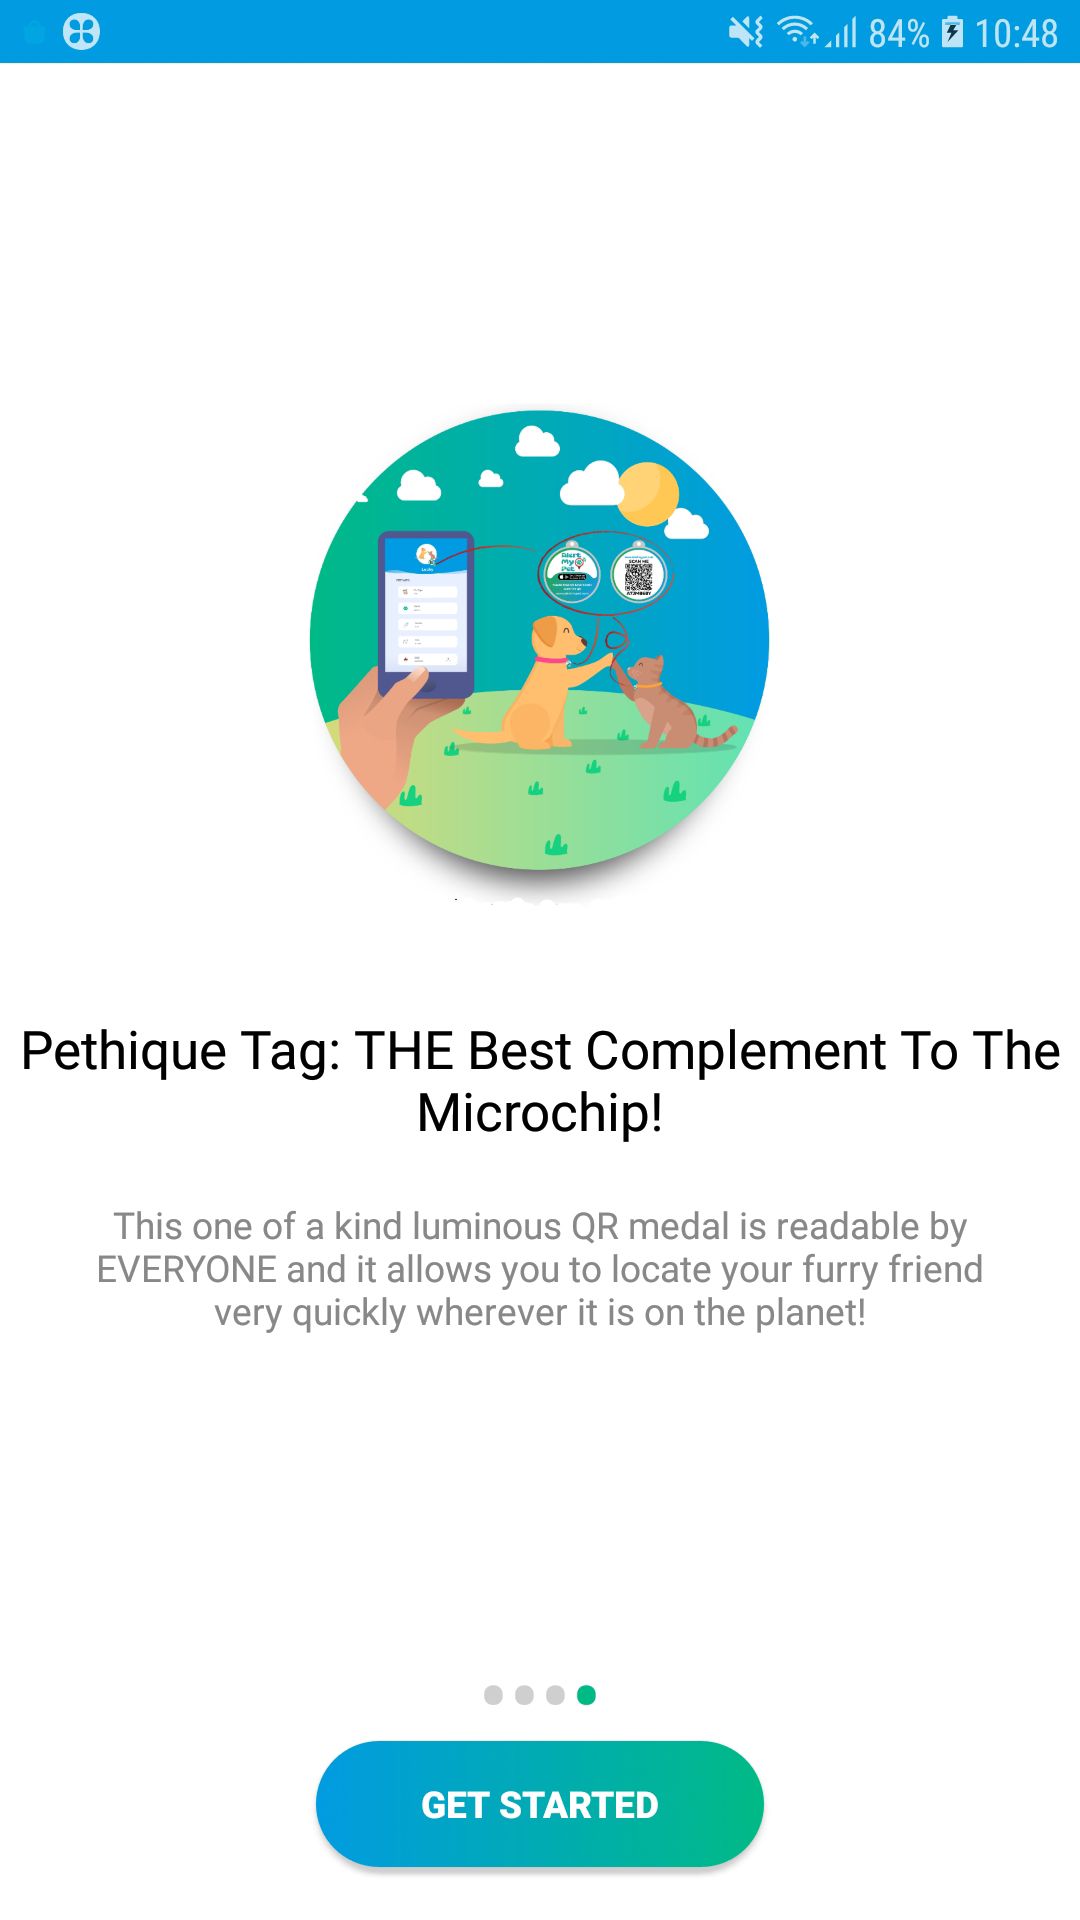 84% 10:48
Alert
My
Pet
SCAN ME
Pethique Tag: THE Best Complement To The
Microchip!
This one of a kind luminous QR medal is readable by
EVERYONE and it allows you to locate your furry friend
very quickly wherever it is on the planet!
GET STARTED